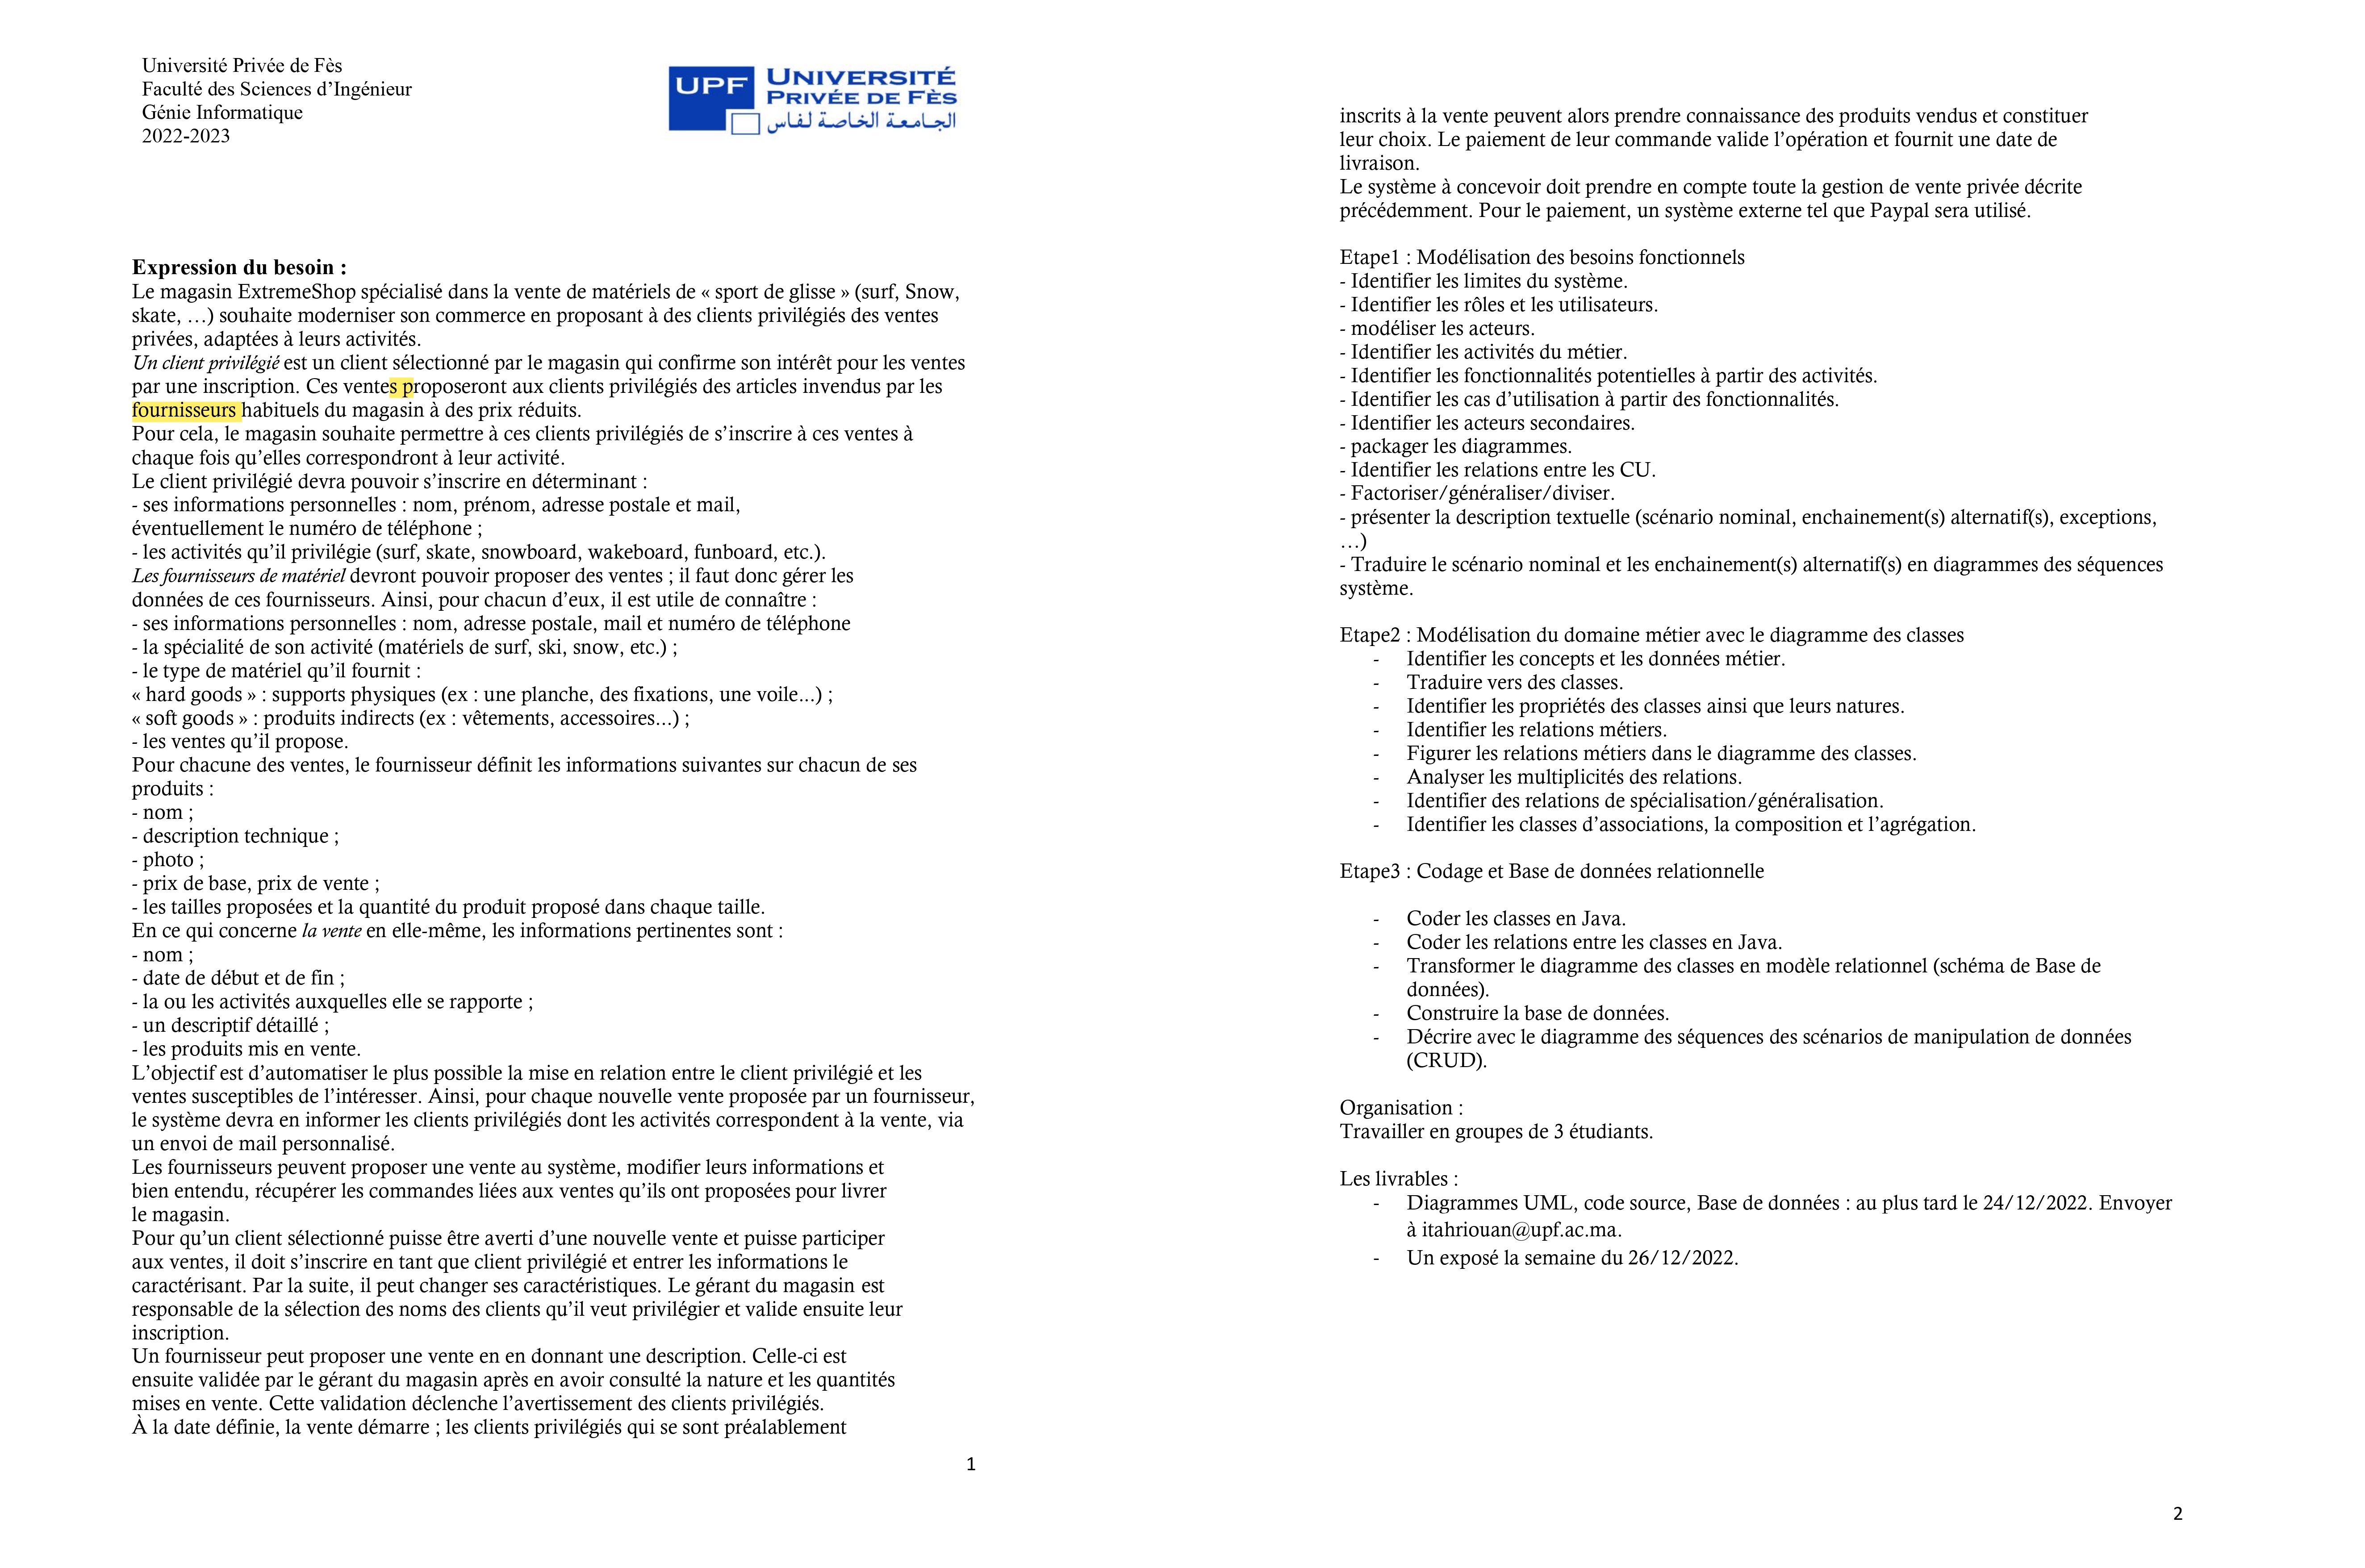 Université Privée de Fès
Faculté des Sciences d’Ingénieur
Génie Informatique
2022-2023
UPF
UNIVERSITÉ
PRIVÉE DE FÈS
الجامعة الخاصة لفاس
Expression du besoin :
Le magasin ExtremeShop spécialisé dans la vente de matériels de « sport de glisse » (surf, Snow,
skate, …) souhaite moderniser son commerce en proposant à des clients privilégiés des ventes
privées, adaptées à leurs activités.
Un client privilégié est un client sélectionné par le magasin qui confirme son intérêt pour les ventes
par une inscription. Ces ventes proposeront aux clients privilégiés des articles invendus par les
fournisseurs habituels du magasin à des prix réduits.
Pour cela, le magasin souhaite permettre à ces clients privilégiés de s’inscrire à ces ventes à
chaque fois qu’elles correspondront à leur activité.
Le client privilégié devra pouvoir s’inscrire en déterminant :
- ses informations personnelles : nom, prénom, adresse postale et mail,
éventuellement le numéro de téléphone ;
- les activités qu’il privilégie (surf, skate, snowboard, wakeboard, funboard, etc.).
Les fournisseurs de matériel devront pouvoir proposer des ventes ; il faut donc gérer les
données de ces fournisseurs. Ainsi, pour chacun d’eux, il est utile de connaître :
- ses informations personnelles : nom, adresse postale, mail et numéro de téléphone
- la spécialité de son activité (matériels de surf, ski, snow, etc.) ;
- le type de matériel qu’il fournit :
« hard goods » : supports physiques (ex : une planche, des fixations, une voile...) ;
« soft goods » : produits indirects (ex : vêtements, accessoires...) ;
- les ventes qu’il propose.
Pour chacune des ventes, le fournisseur définit les informations suivantes sur chacun de ses
produits :
- nom ;
- description technique ;
- photo ;
- prix de base, prix de vente ;
- les tailles proposées et la quantité du produit proposé dans chaque taille.
En ce qui concerne la vente en elle-même, les informations pertinentes sont :
- nom ;
- date de début et de fin ;
- la ou les activités auxquelles elle se rapporte ;
- un descriptif détaillé ;
- les produits mis en vente.
L’objectif est d’automatiser le plus possible la mise en relation entre le client privilégié et les
ventes susceptibles de l’intéresser. Ainsi, pour chaque nouvelle vente proposée par un fournisseur,
le système devra en informer les clients privilégiés dont les activités correspondent à la vente, via
un envoi de mail personnalisé.
Les fournisseurs peuvent proposer une vente au système, modifier leurs informations et
bien entendu, récupérer les commandes liées aux ventes qu’ils ont proposées pour livrer
le magasin.
Pour qu’un client sélectionné puisse être averti d’une nouvelle vente et puisse participer
aux ventes, il doit s’inscrire en tant que client privilégié et entrer les informations le
caractérisant. Par la suite, il peut changer ses caractéristiques. Le gérant du magasin est
responsable de la sélection des noms des clients qu’il veut privilégier et valide ensuite leur
inscription.
Un fournisseur peut proposer une vente en en donnant une description. Celle-ci est
ensuite validée par le gérant du magasin après en avoir consulté la nature et les quantités
mises en vente. Cette validation déclenche l’avertissement des clients privilégiés.
À la date définie, la vente démarre ; les clients privilégiés qui se sont préalablement
1
inscrits à la vente peuvent alors prendre connaissance des produits vendus et constituer
leur choix. Le paiement de leur commande valide l’opération et fournit une date de
livraison.
Le système à concevoir doit prendre en compte toute la gestion de vente privée décrite
précédemment. Pour le paiement, un système externe tel que Paypal sera utilisé.
Etape1 : Modélisation des besoins fonctionnels
- Identifier les limites du système.
- Identifier les rôles et les utilisateurs.
- modéliser les acteurs.
- Identifier les activités du métier.
- Identifier les fonctionnalités potentielles à partir des activités.
- Identifier les cas d’utilisation à partir des fonctionnalités.
- Identifier les acteurs secondaires.
- packager les diagrammes.
- Identifier les relations entre les CU.
- Factoriser/généraliser/diviser.
- présenter la description textuelle (scénario nominal, enchainement(s) alternatif(s), exceptions,
…)
- Traduire le scénario nominal et les enchainement(s) alternatif(s) en diagrammes des séquences
système.
Etape2 : Modélisation du domaine métier avec le diagramme des classes
- Identifier les concepts et les données métier.
- Traduire vers des classes.
- Identifier les propriétés des classes ainsi que leurs natures.
- Identifier les relations métiers.
- Figurer les relations métiers dans le diagramme des classes.
- Analyser les multiplicités des relations.
- Identifier des relations de spécialisation/généralisation.
- Identifier les classes d’associations, la composition et l’agrégation.
Etape3 : Codage et Base de données relationnelle
- Coder les classes en Java.
- Coder les relations entre les classes en Java.
- Transformer le diagramme des classes en modèle relationnel (schéma de Base de
données).
- Construire la base de données.
- Décrire avec le diagramme des séquences des scénarios de manipulation de données
(CRUD).
Organisation :
Travailler en groupes de 3 étudiants.
Les livrables :
- Diagrammes UML, code source, Base de données : au plus tard le 24/12/2022. Envoyer
à itahriouan@upf.ac.ma.
- Un exposé la semaine du 26/12/2022.
2